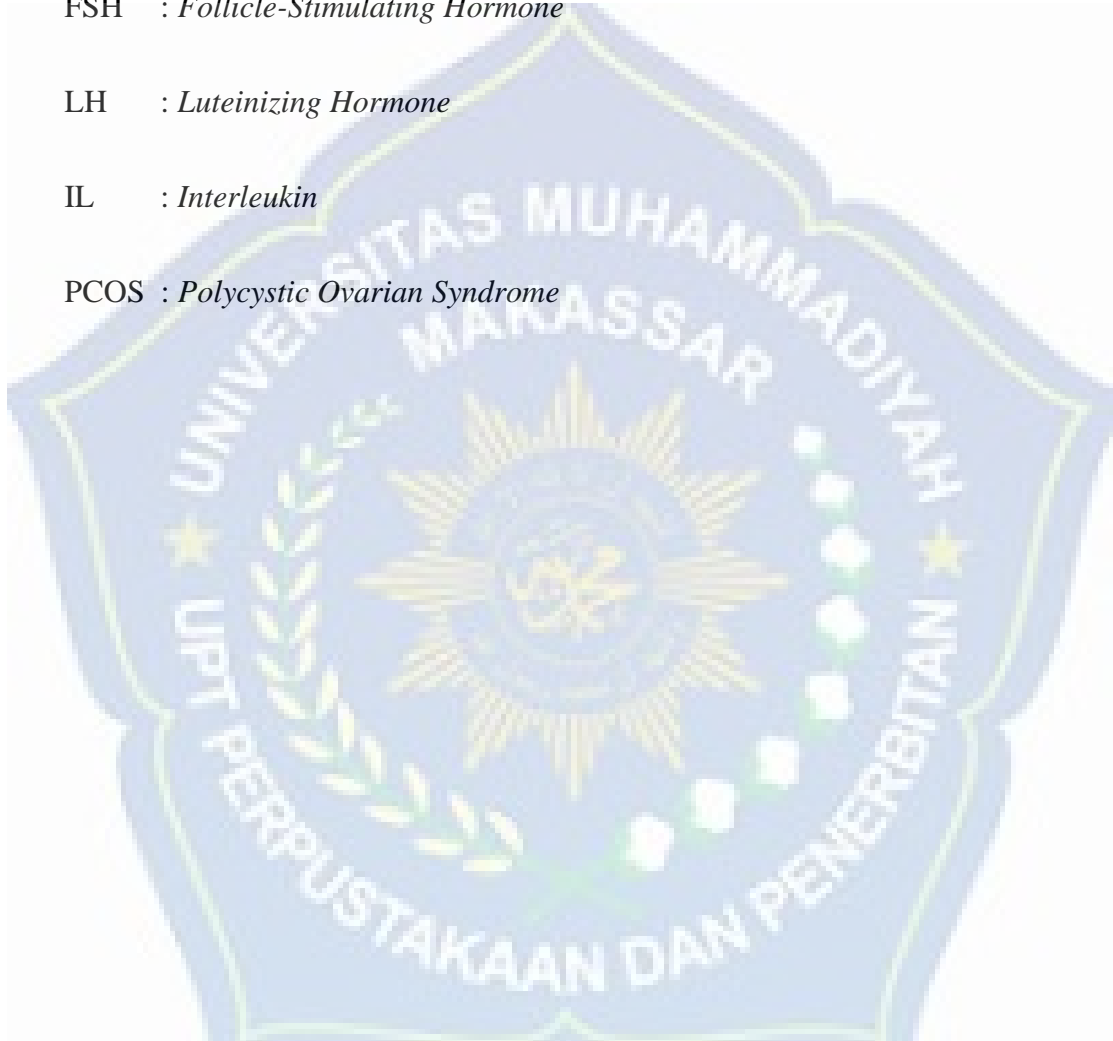 FSH : Follicle-Stimulating Hormone
LH : Luteinizing Hormone
IL : Interleukin
PCOS : Polycystic Ovarian Syndrome
UNIVERSITAS MUHAMMADIYAH
MAKASSAR
UPT PERPUSTAKAAN DAN PENERBITAN